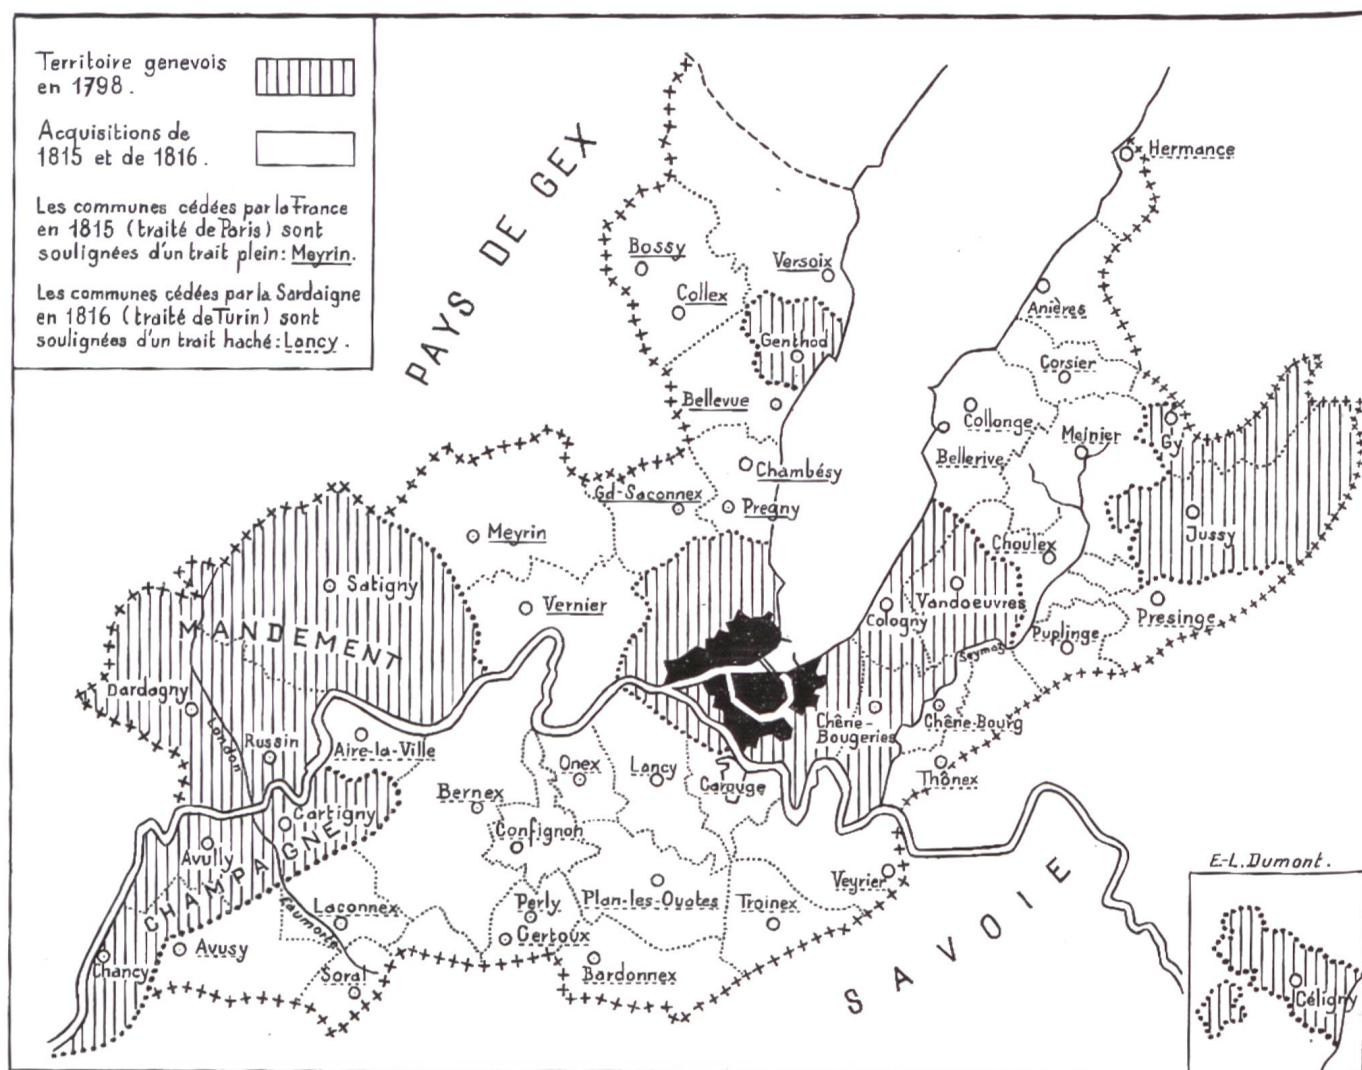 Territoire genevois
en 1798.
Acquisitions de
1815 et de 1816.
Les communes cédées par la France
en 1815 (traité de Paris) sont
soulignées d'un trait plein: Meyrin.
Les communes cédées par la Sardaigne
en 1816 (traité de Turin) sont
soulignées d'un trait haché: Lancy.
PAYS DE GEX
Hermance
Bossy
Versoix
Collex
Anières
Genthod
Corsier
Bellevue
Collonge
Bellerive
Meinier
Gy
Chambésy
Gd-Saconnex
Pregny
Meyrin
Jussy
Choulex
Satigny
Vernier
Vandoeuvres
Cologny
Presinge
Puplinge
MANDEMENT
Seymaz
Dardagny
London
Russin
Aire-la-Ville
Chêne-
Bougeries
Chêne-Bourg
Thônex
Onex
Lancy
Carouge
Bernex
Cartigny
Confignon
Avully
CHAMPAGNE
Veyrier
Laconnex
Laumorte
Perly
Certoux
Plan-les-Ouates
Troinex
Avusy
Chancy
Soral
Bardonnex
SAVOIE
E-L. Dumont.
Céligny